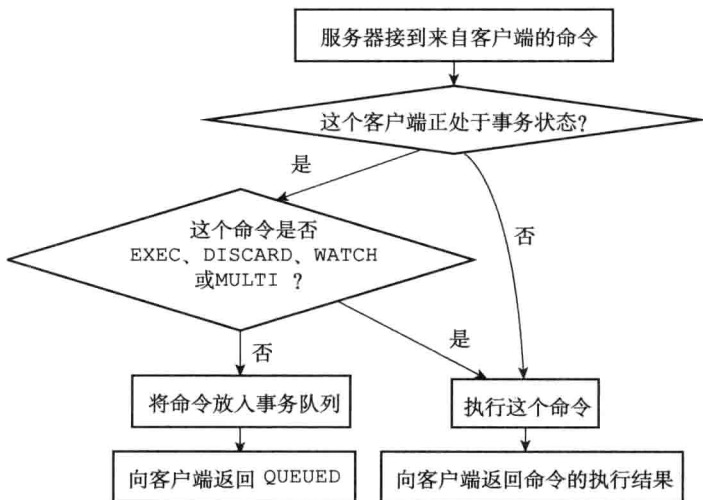 服务器接到来自客户端的命令
这个客户端正处于事务状态?
是
这个命令是否
EXEC、DISCARD、WATCH
或MULTI ?
否
是
否
将命令放入事务队列
执行这个命令
向客户端返回 QUEUED
向客户端返回命令的执行结果